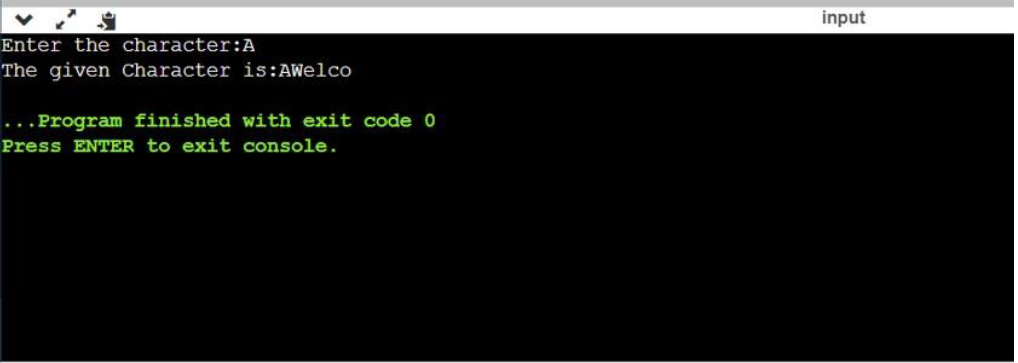 input
Enter the character:A
The given Character is:AWelco
...Program finished with exit code 0
Press ENTER to exit console.